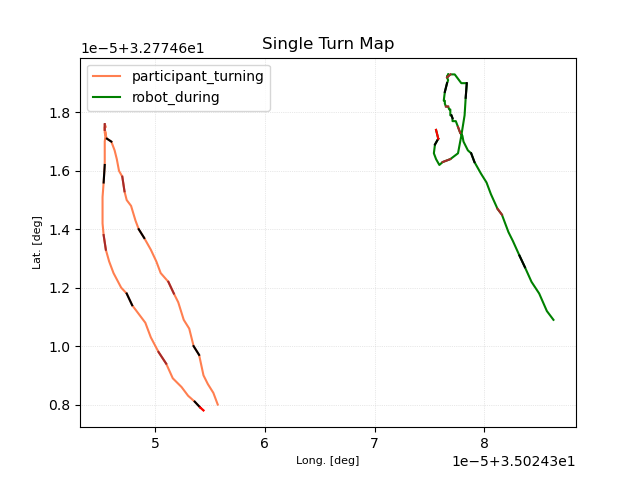 Single Turn Map
1e−5+3.27746e1
participant_turning
robot_during
1.8
1.6
1.4
1.2
1.0
0.8
Lat. [deg]
5 6 7 8
Long. [deg]
1e−5+3.50243e1